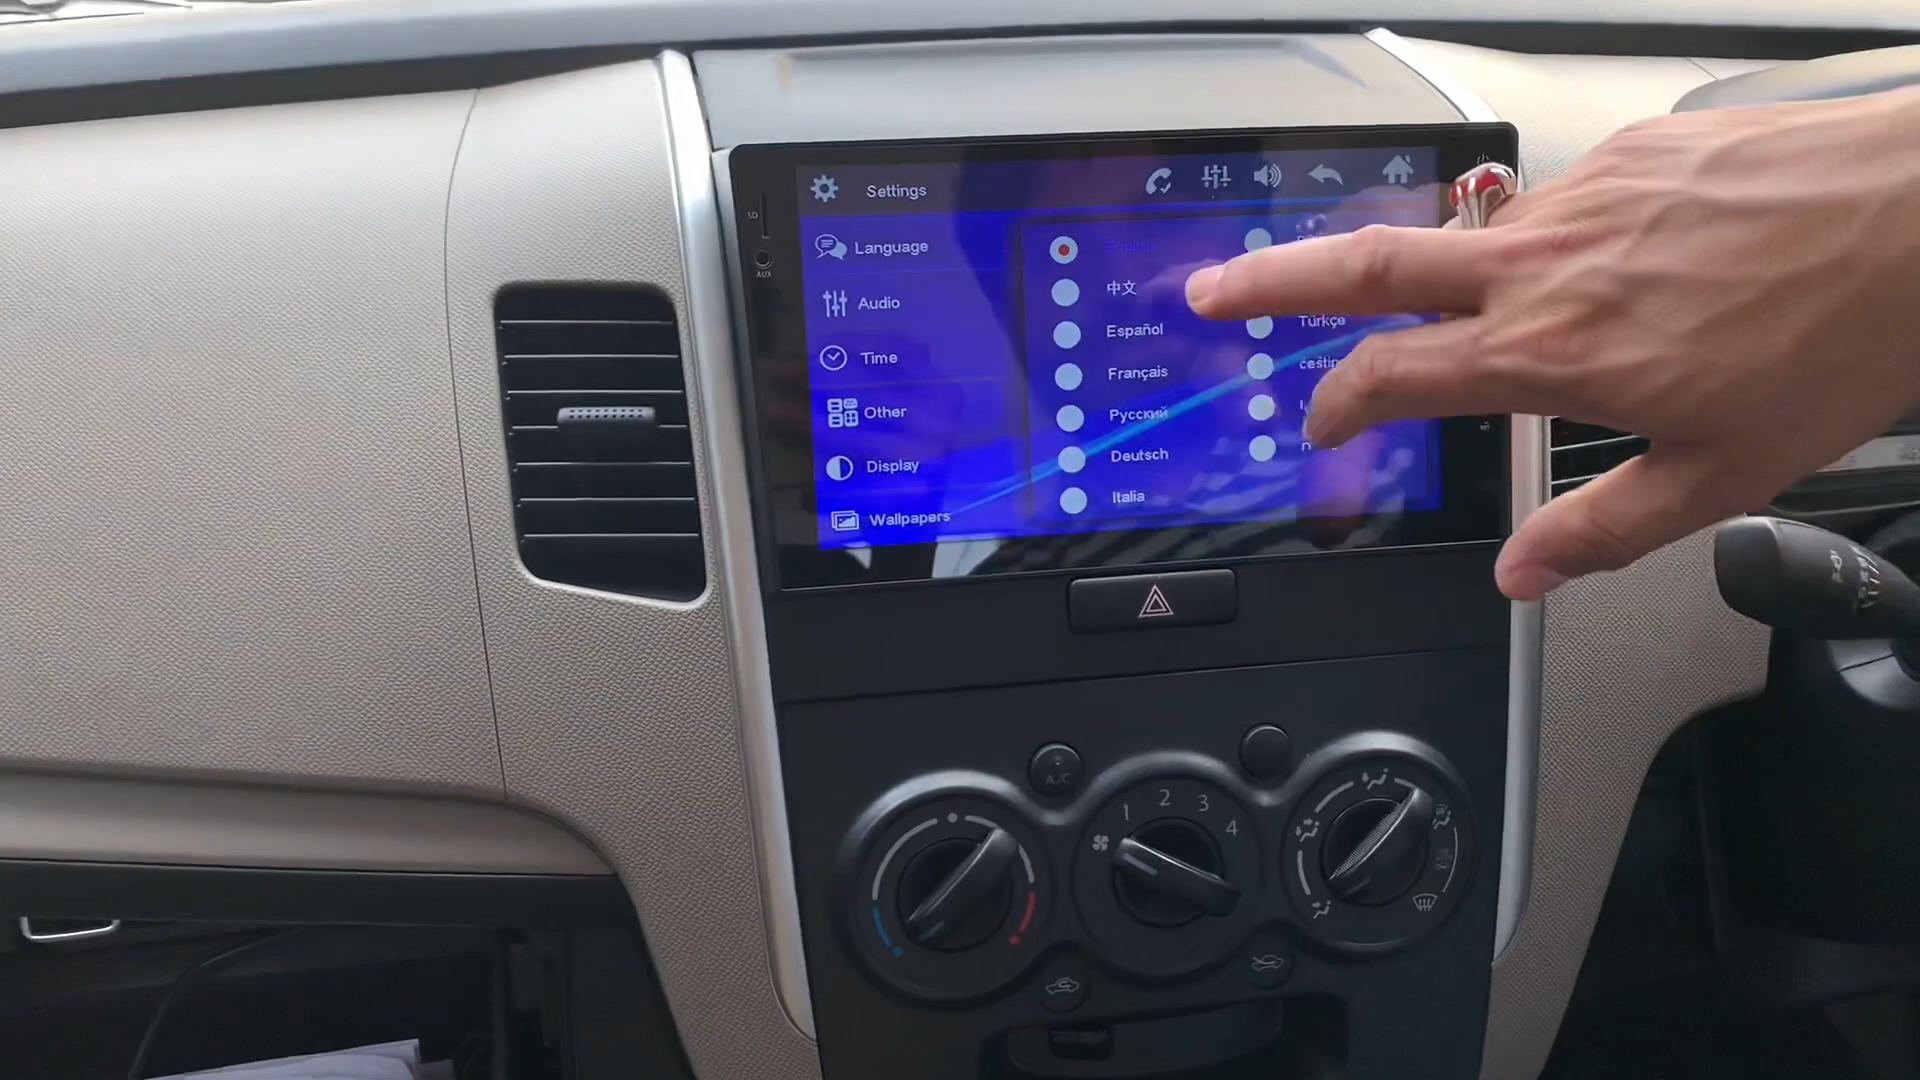 Settings
SD
AUX
Language
Audio
Time
Other
Display
Wallpapers
English
中文
Español
Français
Русский
Deutsch
Italia
Türkçe
A/C
1
2
3
4